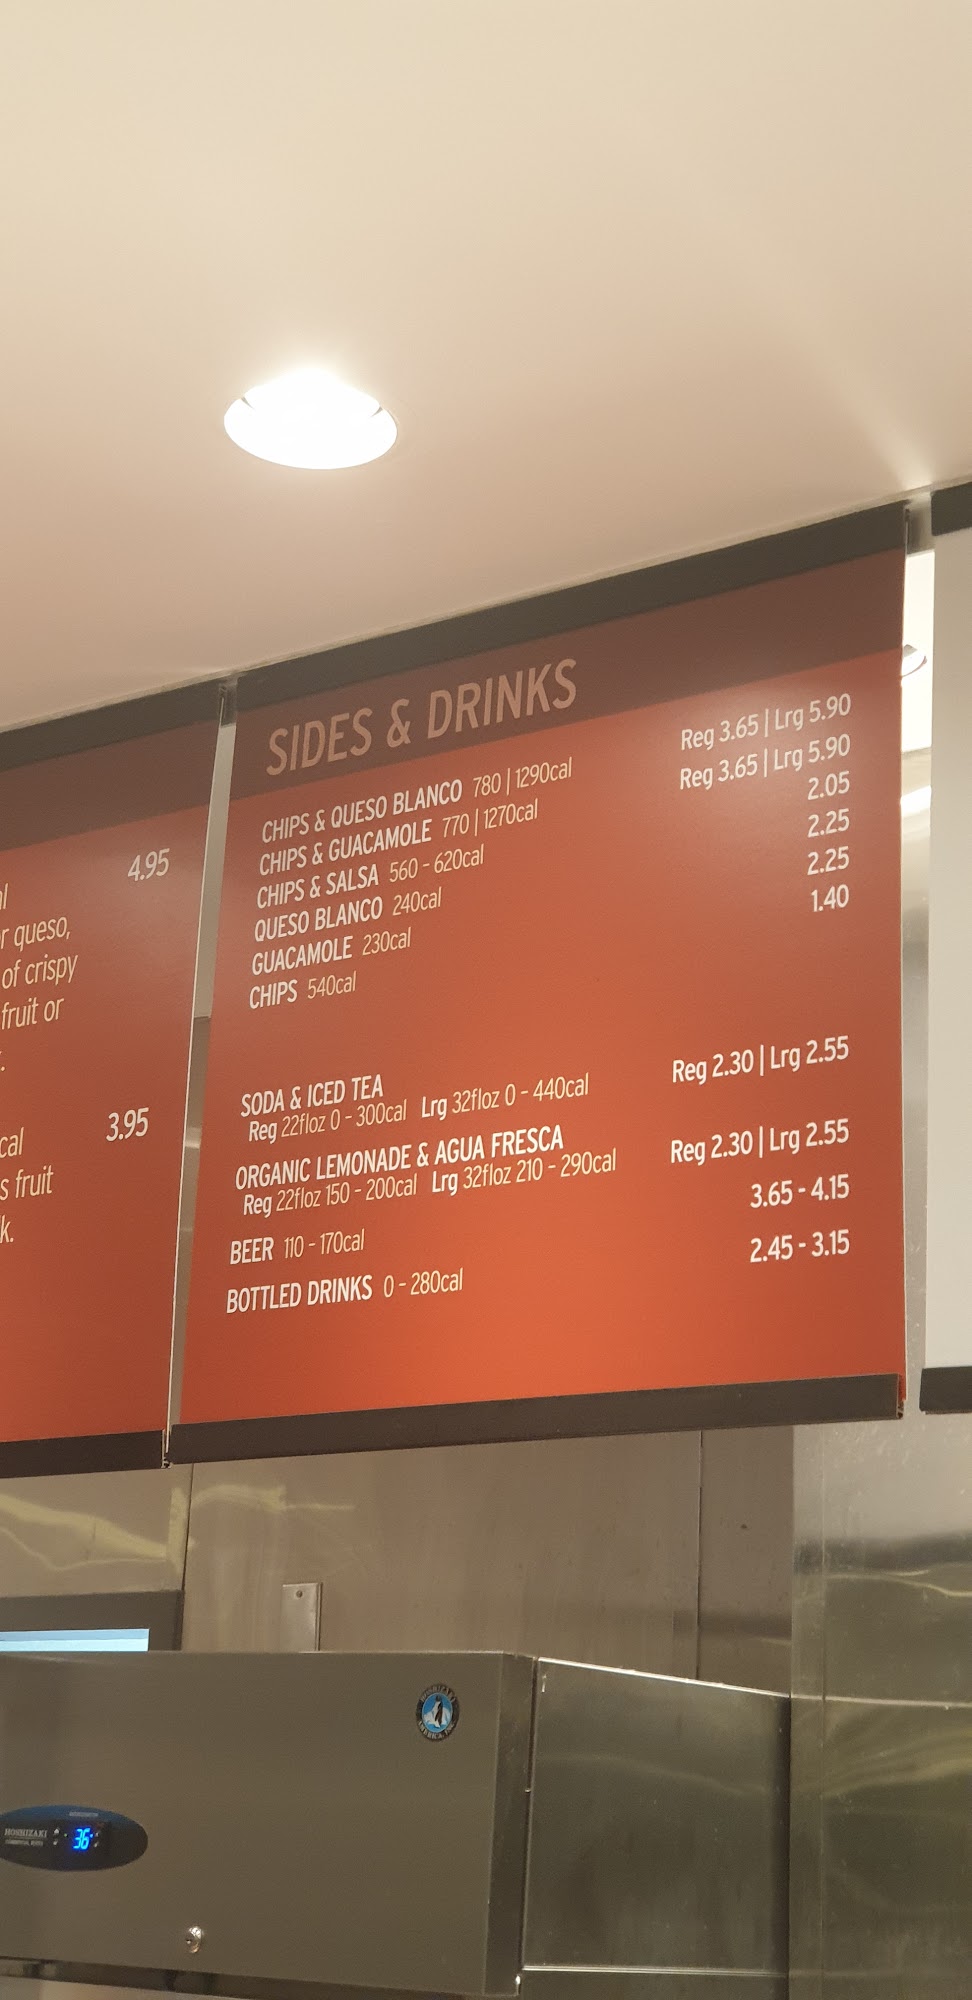 4.95
r queso,
of crispy
fruit or
cal
3.95
s fruit
k.
SIDES & DRINKS
CHIPS & QUESO BLANCO 780 | 1290cal Reg 3.65 | Lrg 5.90
CHIPS & GUACAMOLE 770 | 1270cal Reg 3.65 | Lrg 5.90
CHIPS & SALSA 560 - 620cal 2.05
QUESO BLANCO 240cal 2.25
GUACAMOLE 230cal 2.25
CHIPS 540cal 1.40
SODA & ICED TEA Reg 2.30 | Lrg 2.55
Reg 22floz 0 - 300cal Lrg 32floz 0 - 440cal
ORGANIC LEMONADE & AGUA FRESCA Reg 2.30 | Lrg 2.55
Reg 22floz 150 - 200cal Lrg 32floz 210 - 290cal
BEER 110 - 170cal 3.65 - 4.15
BOTTLED DRINKS 0 - 280cal 2.45 - 3.15
HOSHIZAKI
AMERICA, INC.
HOSHIZAKI
36